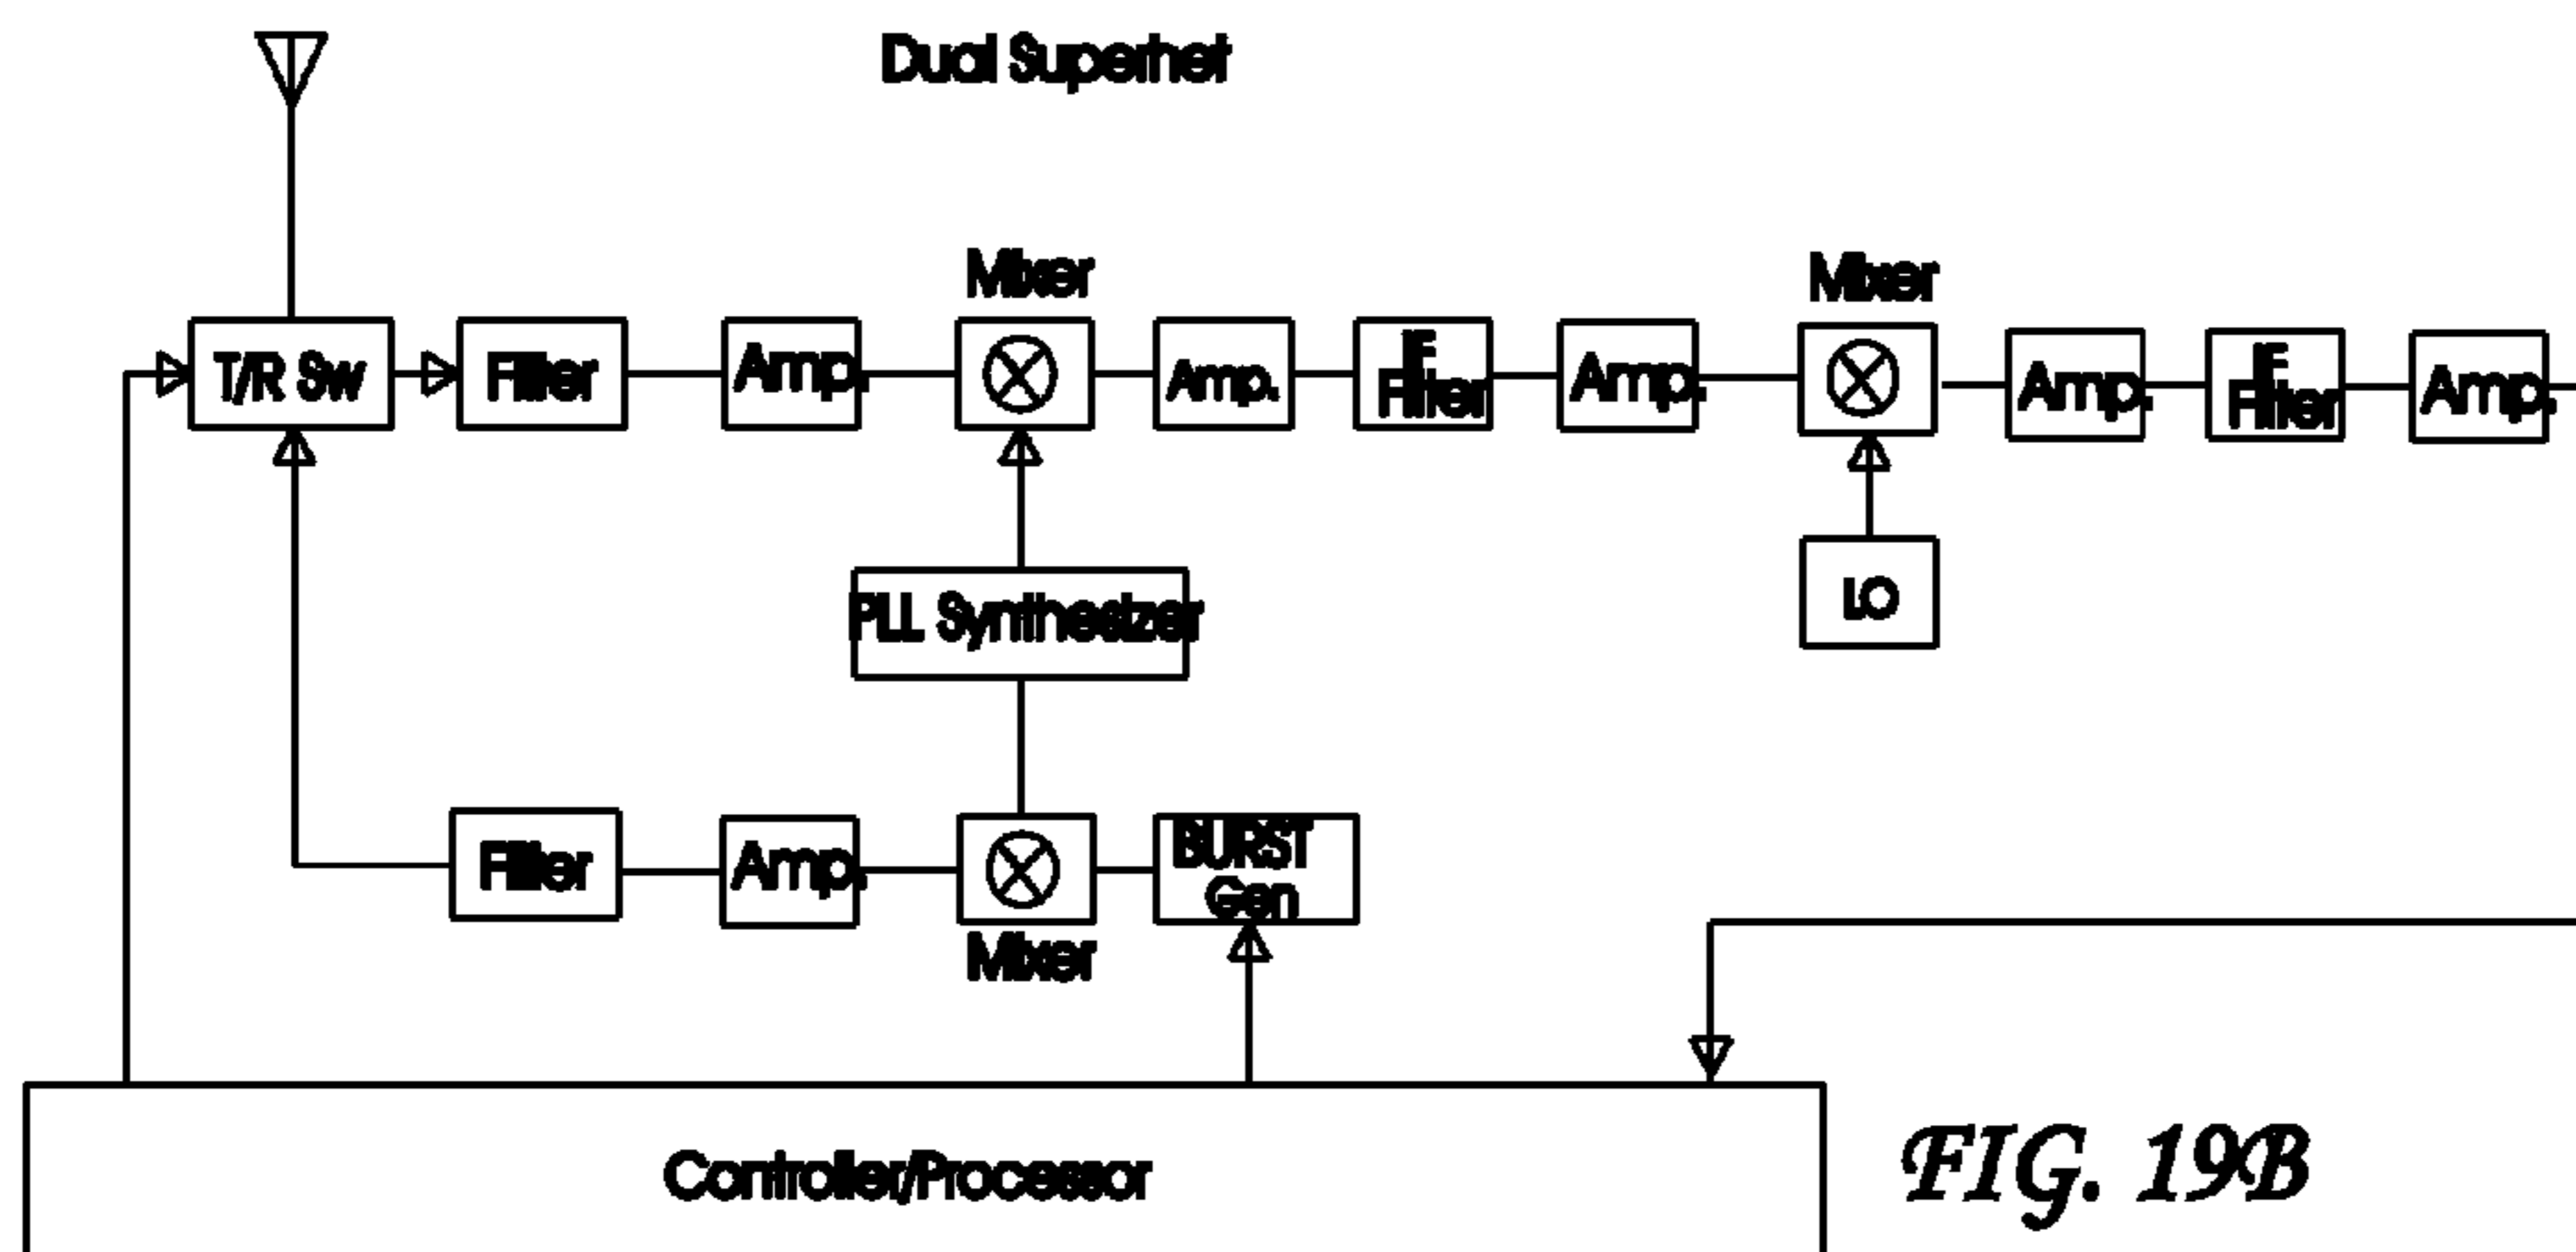 Dual Superhet
Mixer
Mixer
T/R Sw
Filter
Amp.
Amp.
IF
Filter
Amp.
Amp.
IF
Filter
Amp.
PLL Synthesizer
LO
Filter
Amp.
BURST
Gen
Mixer
Controller/Processor
FIG. 19B